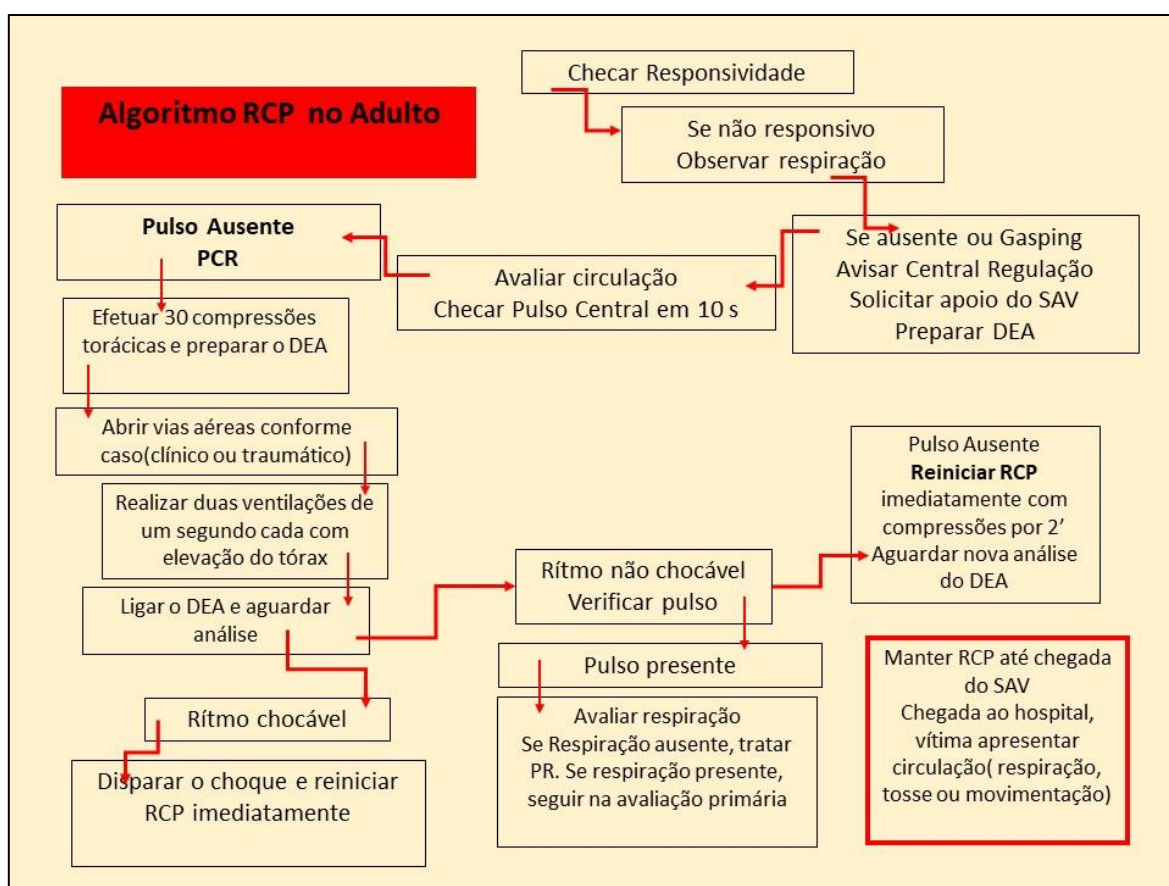 Algoritmo RCP no Adulto
Checar Responsividade
Se não responsivo
Observar respiração
Se ausente ou Gasping
Avisar Central Regulação
Solicitar apoio do SAV
Preparar DEA
Avaliar circulação
Checar Pulso Central em 10 s
Pulso Ausente
PCR
Efetuar 30 compressões
torácicas e preparar o DEA
Abrir vias aéreas conforme
caso(clínico ou traumático)
Realizar duas ventilações de
um segundo cada com
elevação do tórax
Ligar o DEA e aguardar
análise
Rítmo chocável
Disparar o choque e reiniciar
RCP imediatamente
Rítmo não chocável
Verificar pulso
Pulso presente
Avaliar respiração
Se Respiração ausente, tratar
PR. Se respiração presente,
seguir na avaliação primária
Pulso Ausente
Reiniciar RCP
imediatamente com
compressões por 2’
Aguardar nova análise
do DEA
Manter RCP até chegada
do SAV
Chegada ao hospital,
vítima apresentar
circulação( respiração,
tosse ou movimentação)